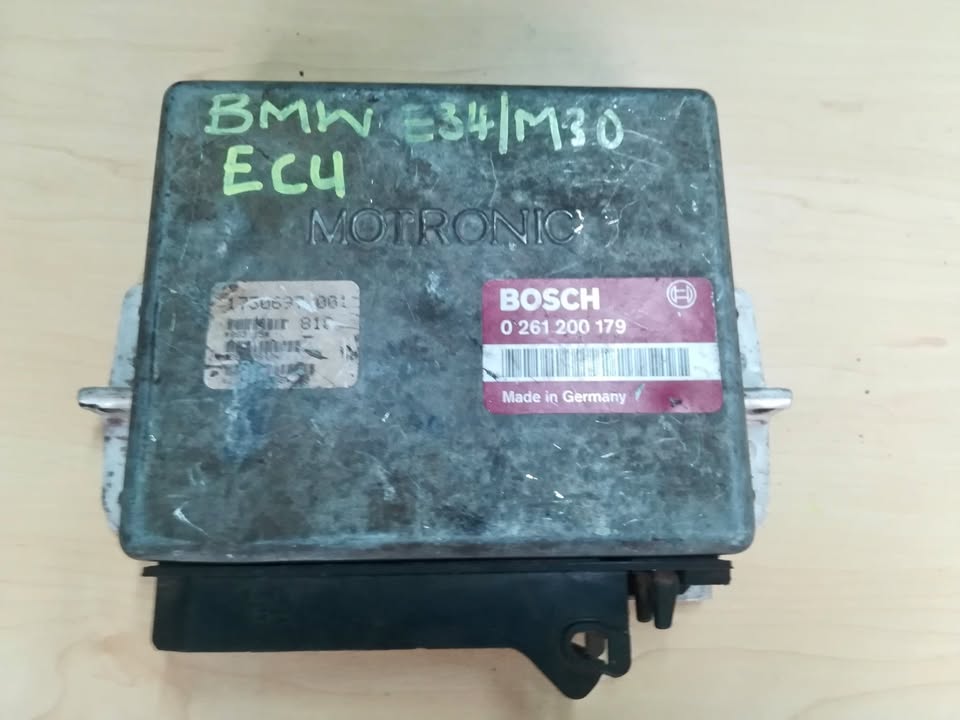 BMW E34/M30
ECU
MOTRONIC
BOSCH
0 261 200 179
Made in Germany